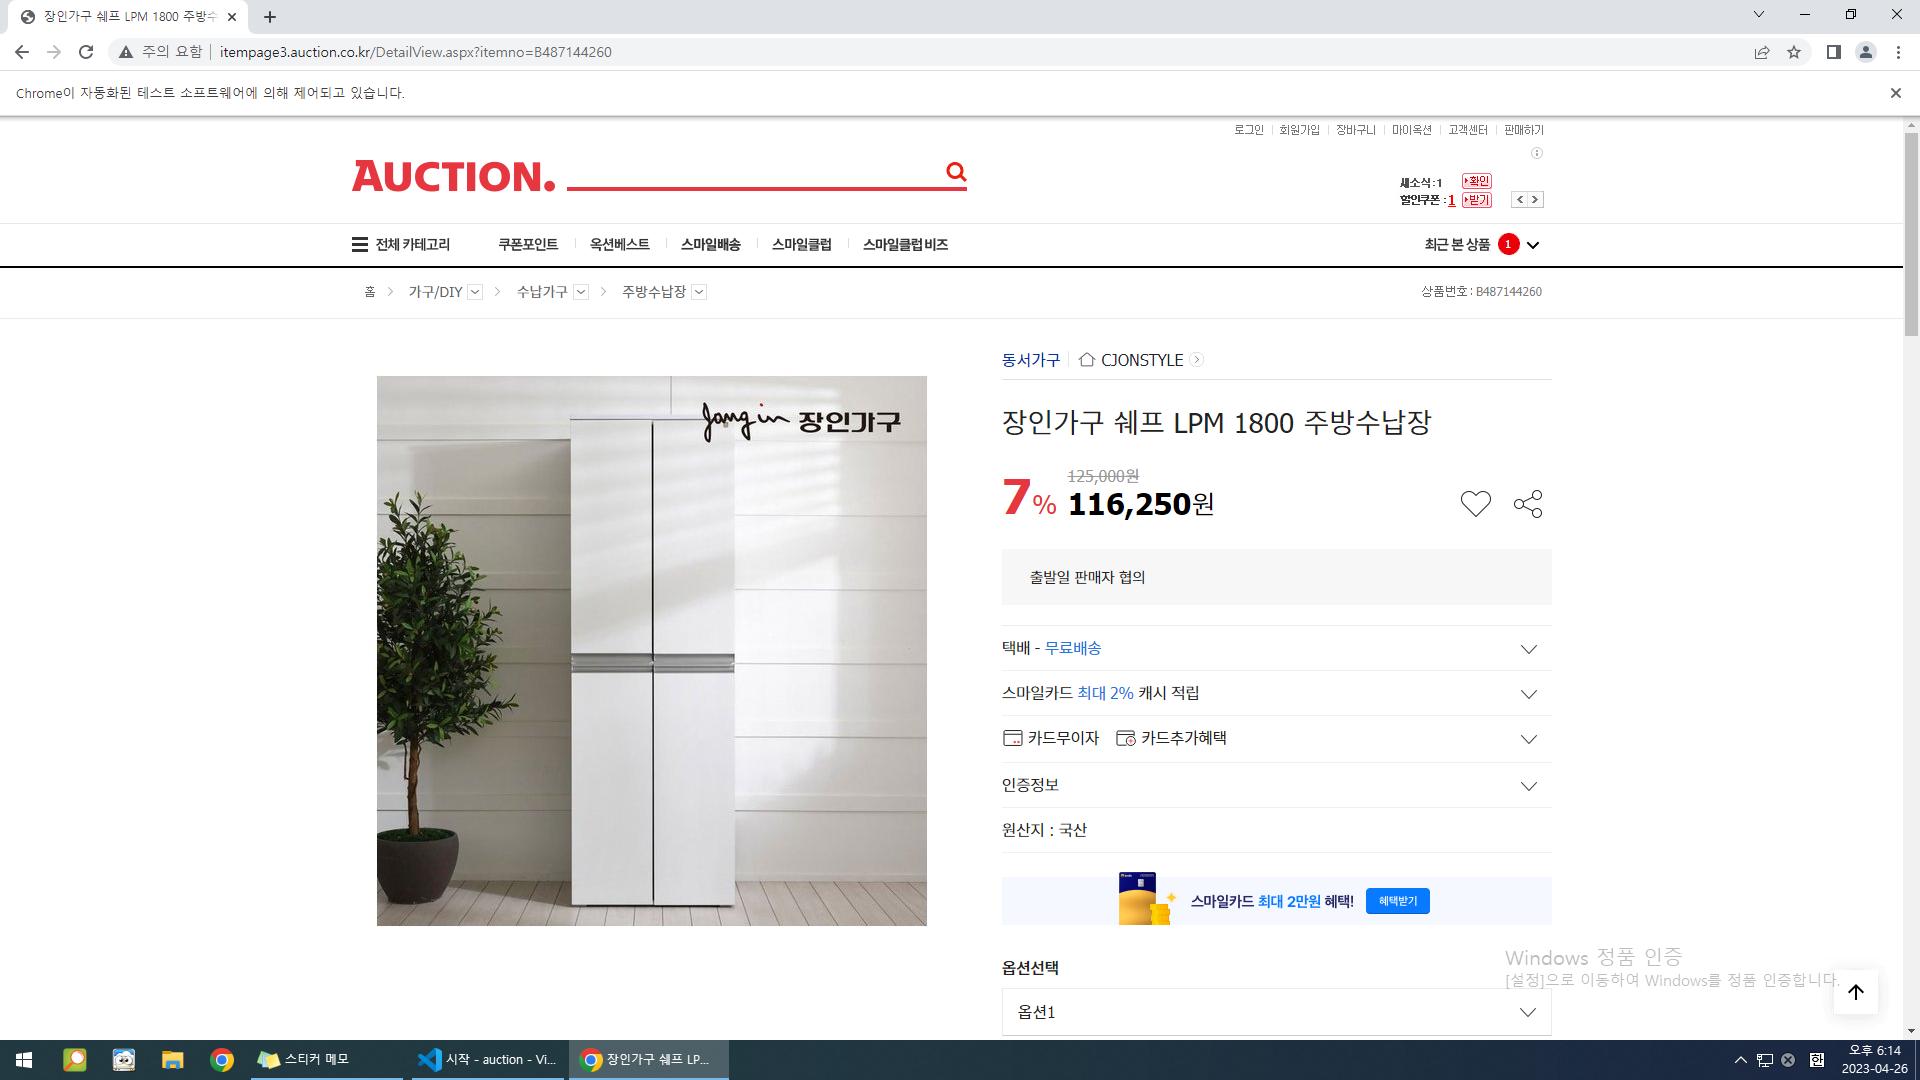 장인가구 쉐프 LPM 1800 주방수
주의 요함
itempage3.auction.co.kr/DetailView.aspx?itemno=B487144260
Chrome이 자동화된 테스트 소프트웨어에 의해 제어되고 있습니다.
로그인 회원가입 장바구니 마이옥션 고객센터 판매하기
AUCTION.
새소식:1 확인
할인쿠폰 : 1 받기
전체 카테고리 쿠폰포인트 옥션베스트 스마일배송 스마일클럽 스마일클럽 비즈
최근 본 상품 1
홈 가구/DIY 수납가구 주방수납장
상품번호 : B487144260
동서가구 CJONSTYLE
Jangin 장인가구
장인가구 쉐프 LPM 1800 주방수납장
125,000원
7% 116,250원
출발일 판매자 협의
택배 - 무료배송
스마일카드 최대 2% 캐시 적립
카드무이자 카드추가혜택
인증정보
원산지 : 국산
스마일카드 최대 2만원 혜택! 혜택받기
옵션선택
옵션1
Windows 정품 인증
[설정]으로 이동하여 Windows를 정품 인증합니다.
스티커 메모
시작 - auction - Vi...
장인가구 쉐프 LP...
한
오후 6:14
2023-04-26